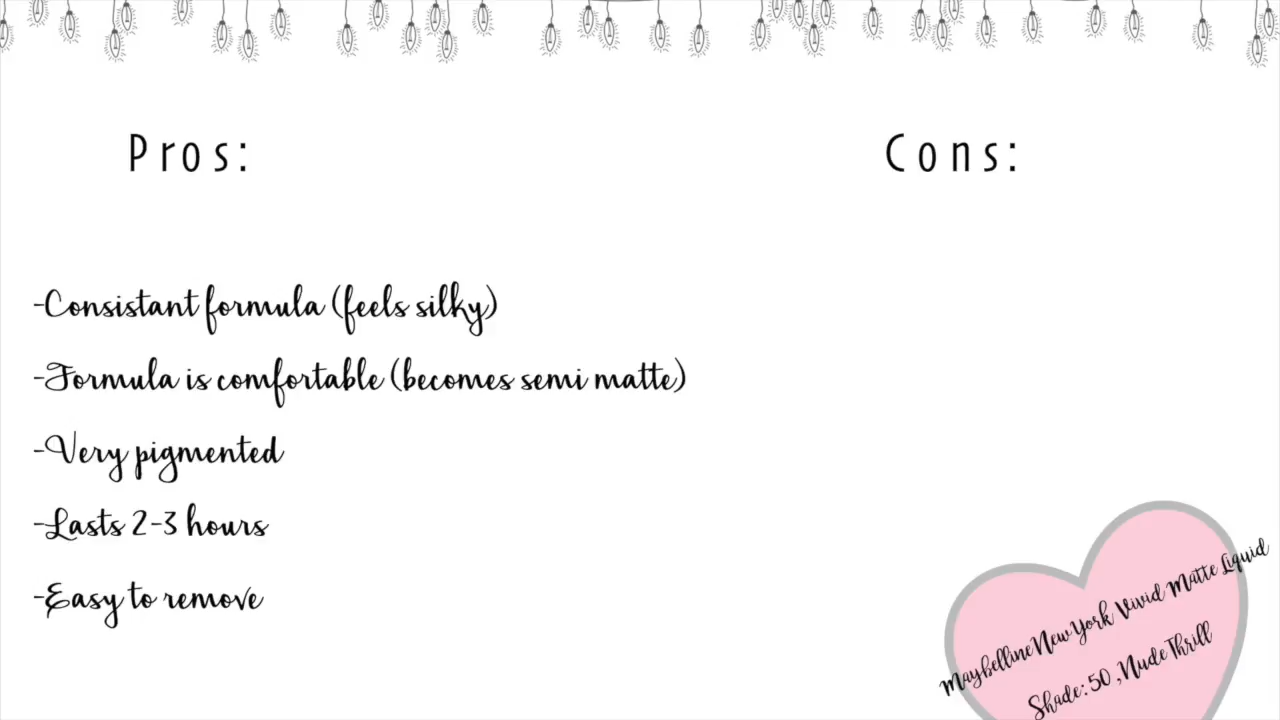 Pros:
Cons:
-Consistant formula (feels silky)
-Formula is comfortable (becomes semi matte)
-Very pigmented
-Lasts 2-3 hours
-Easy to remove
Maybelline New York Vivid Matte Liquid
Shade: 50 , Nude Thrill